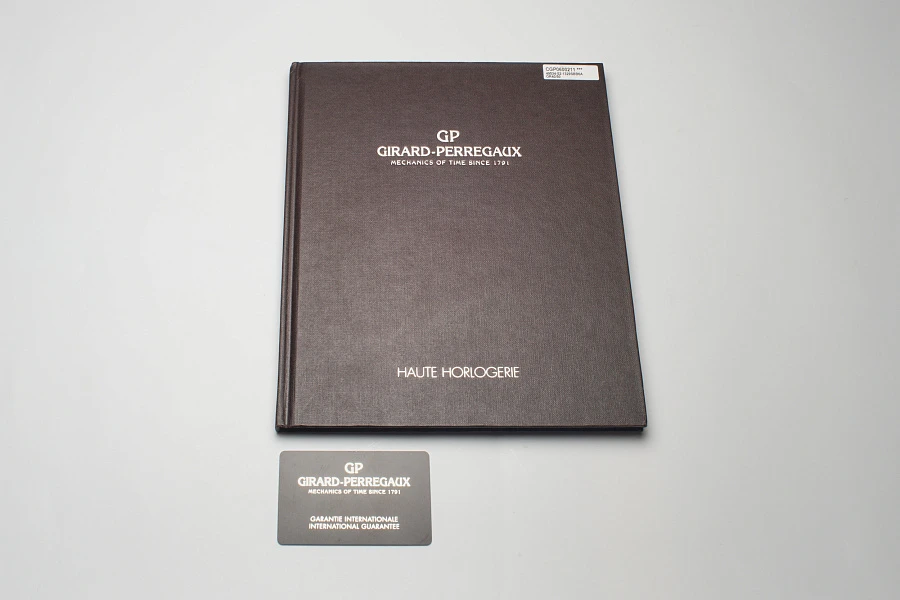 GP
GIRARD-PERREGAUX
MECHANICS OF TIME SINCE 1791
HAUTE HORLOGERIE
GP
GIRARD-PERREGAUX
MECHANICS OF TIME SINCE 1791
GARANTIE INTERNATIONALE
INTERNATIONAL GUARANTEE